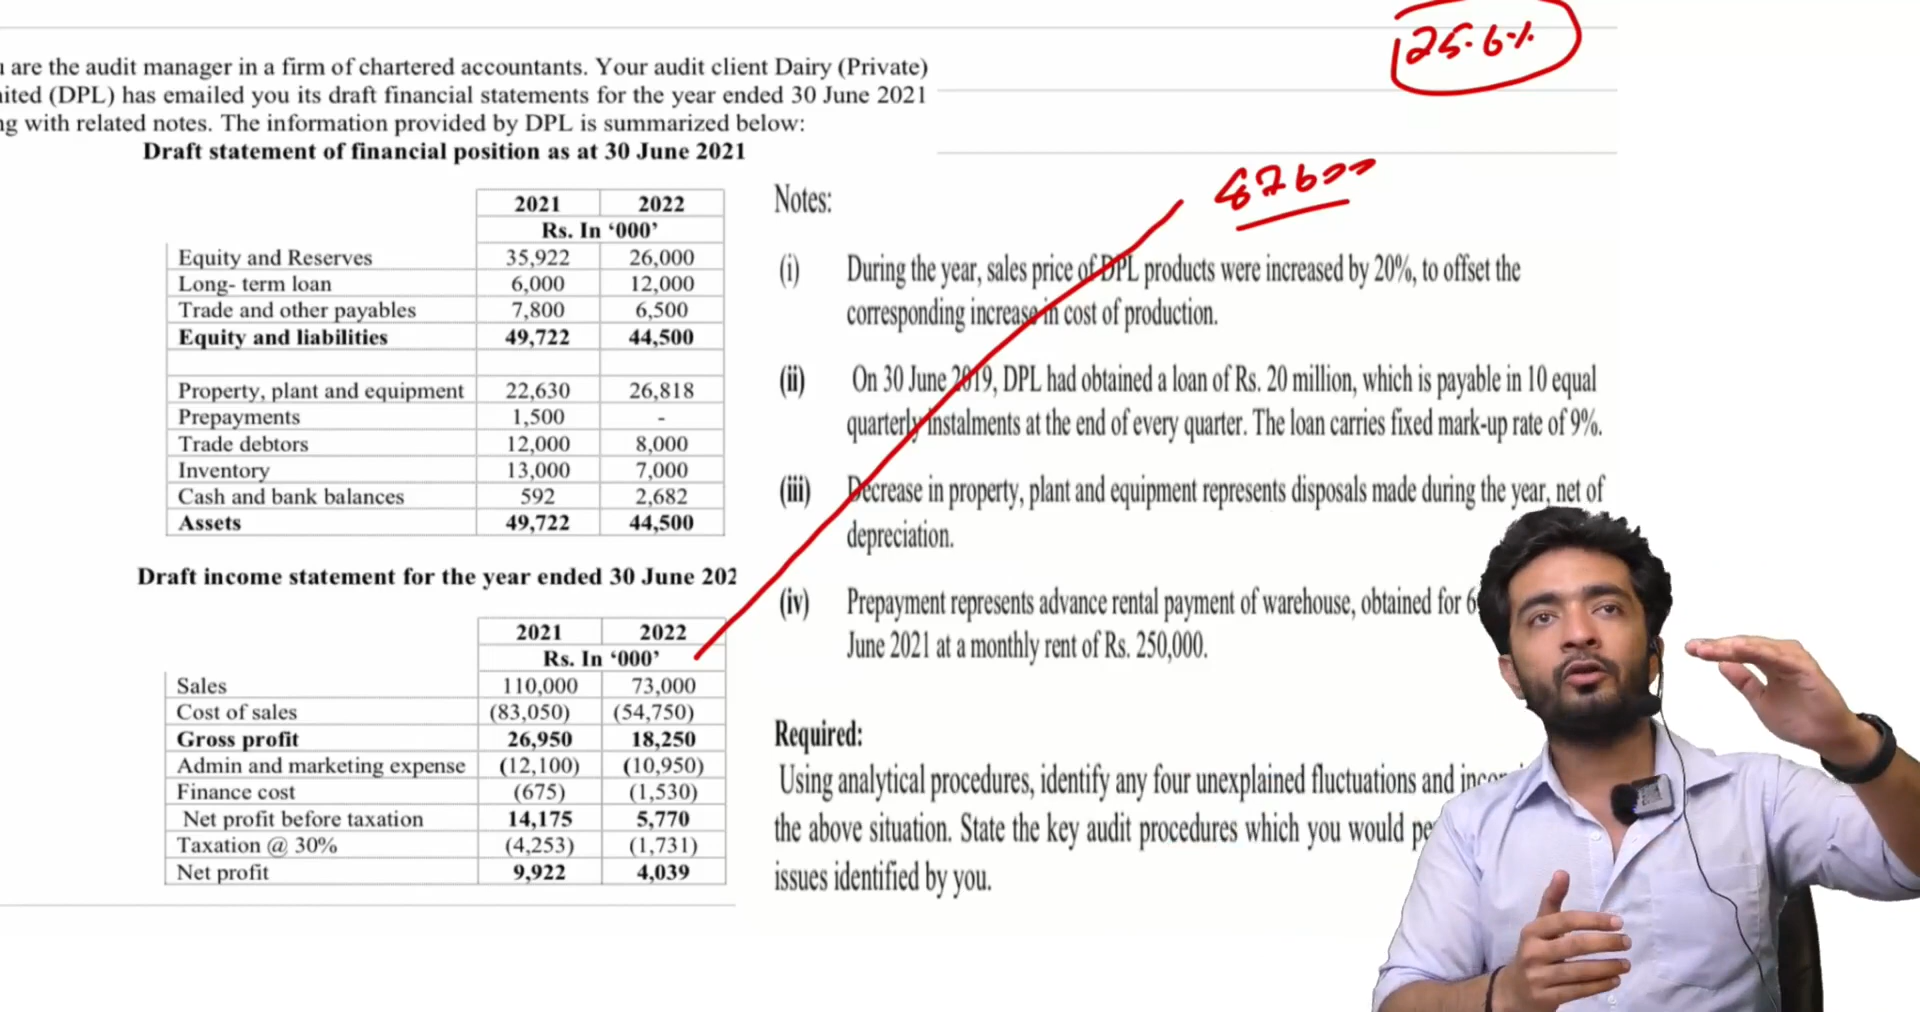 25.6%
are the audit manager in a firm of chartered accountants. Your audit client Dairy (Private)
ited (DPL) has emailed you its draft financial statements for the year ended 30 June 2021
ng with related notes. The information provided by DPL is summarized below:
Draft statement of financial position as at 30 June 2021
2021 2022
Rs. In ‘000’
Equity and Reserves 35,922 26,000
Long- term loan 6,000 12,000
Trade and other payables 7,800 6,500
Equity and liabilities 49,722 44,500
Property, plant and equipment 22,630 26,818
Prepayments 1,500 -
Trade debtors 12,000 8,000
Inventory 13,000 7,000
Cash and bank balances 592 2,682
Assets 49,722 44,500
Draft income statement for the year ended 30 June 202
2021 2022
Rs. In ‘000’
Sales 110,000 73,000
Cost of sales (83,050) (54,750)
Gross profit 26,950 18,250
Admin and marketing expense (12,100) (10,950)
Finance cost (675) (1,530)
Net profit before taxation 14,175 5,770
Taxation @ 30% (4,253) (1,731)
Net profit 9,922 4,039
87600
Notes:
(i) During the year, sales price of DPL products were increased by 20%, to offset the
corresponding increase in cost of production.
(ii) On 30 June 2019, DPL had obtained a loan of Rs. 20 million, which is payable in 10 equal
quarterly instalments at the end of every quarter. The loan carries fixed mark-up rate of 9%.
(iii) Decrease in property, plant and equipment represents disposals made during the year, net of
depreciation.
(iv) Prepayment represents advance rental payment of warehouse, obtained for 6
June 2021 at a monthly rent of Rs. 250,000.
Required:
Using analytical procedures, identify any four unexplained fluctuations and
the above situation. State the key audit procedures which you would
issues identified by you.